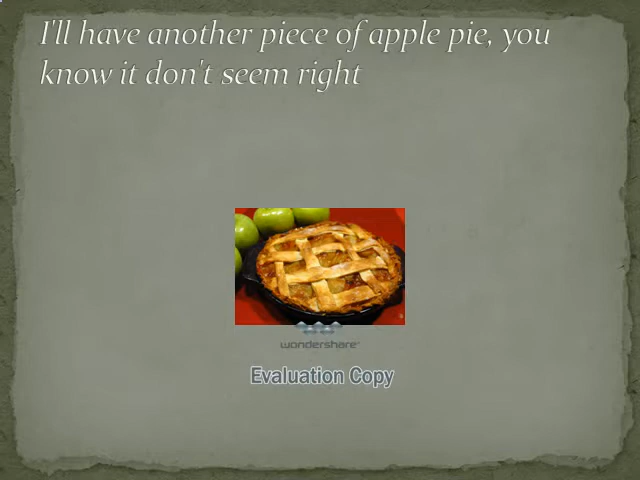 I'll have another piece of apple pie, you
know it don't seem right
wondershare
Evaluation Copy